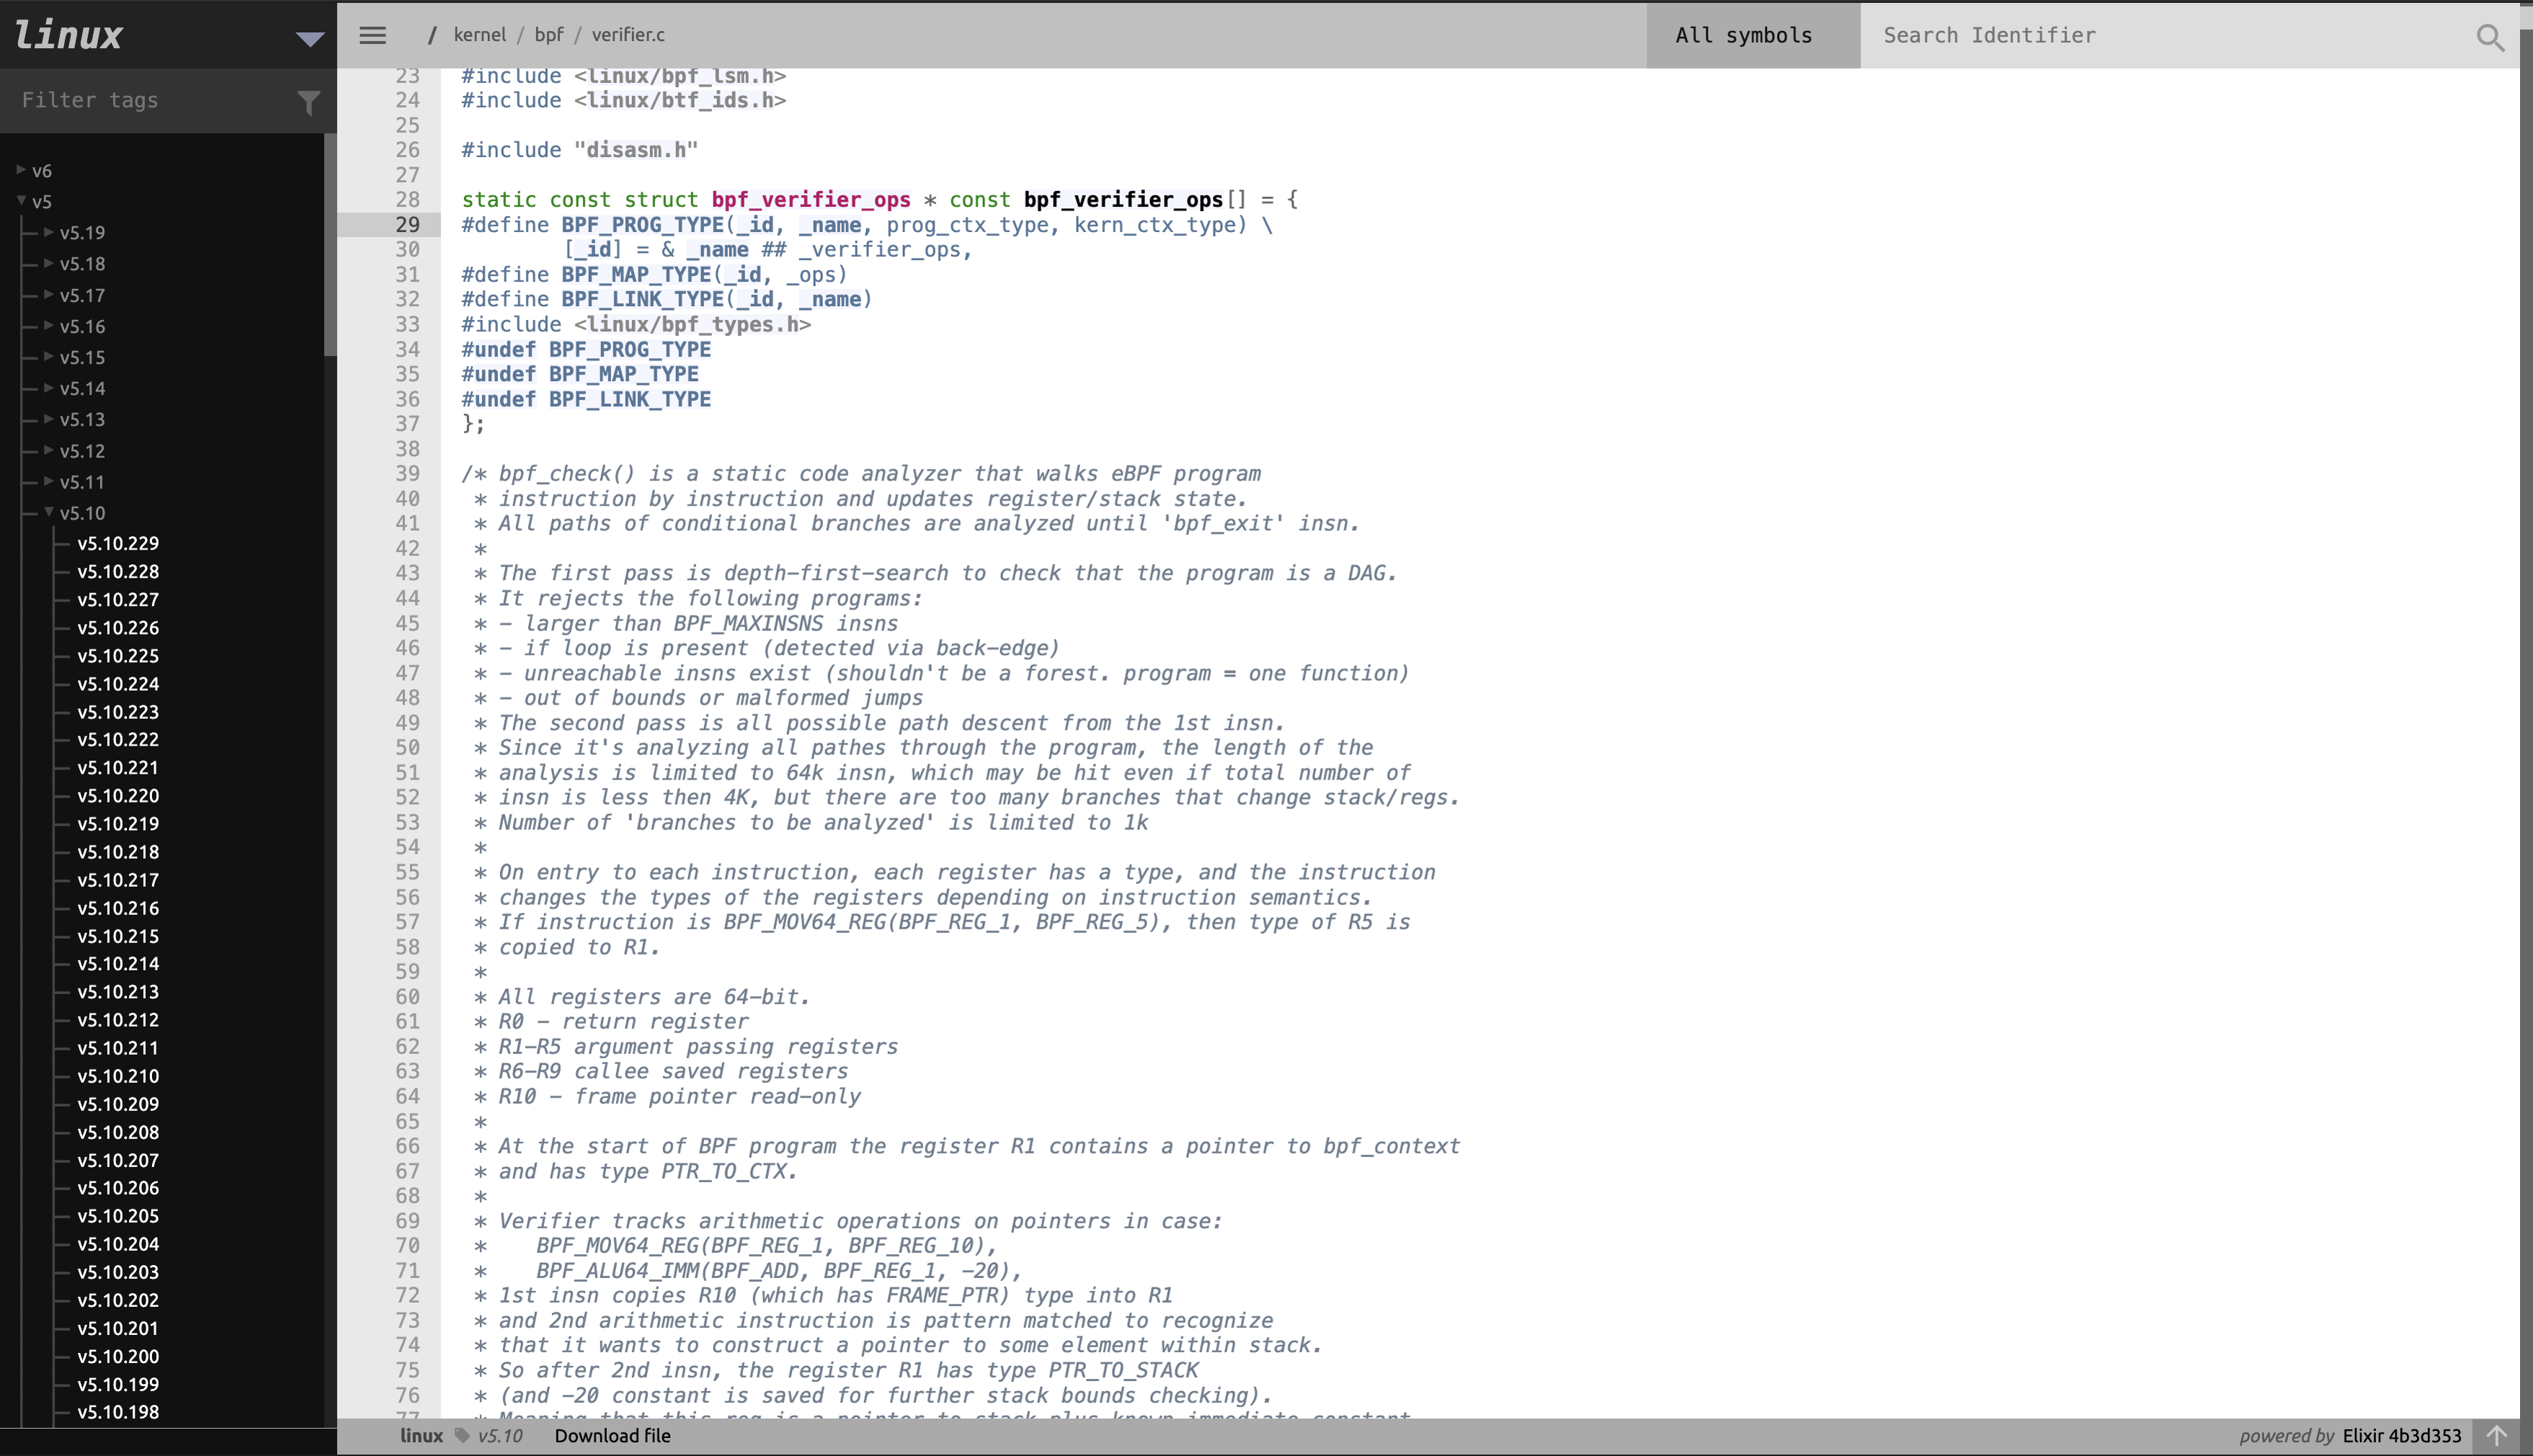 linux
/ kernel / bpf / verifier.c
All symbols
Search Identifier
Filter tags
v6
v5
v5.19
v5.18
v5.17
v5.16
v5.15
v5.14
v5.13
v5.12
v5.11
v5.10
v5.10.229
v5.10.228
v5.10.227
v5.10.226
v5.10.225
v5.10.224
v5.10.223
v5.10.222
v5.10.221
v5.10.220
v5.10.219
v5.10.218
v5.10.217
v5.10.216
v5.10.215
v5.10.214
v5.10.213
v5.10.212
v5.10.211
v5.10.210
v5.10.209
v5.10.208
v5.10.207
v5.10.206
v5.10.205
v5.10.204
v5.10.203
v5.10.202
v5.10.201
v5.10.200
v5.10.199
v5.10.198
23 #include <linux/bpf_lsm.h>
24 #include <linux/btf_ids.h>
25
26 #include "disasm.h"
27
28 static const struct bpf_verifier_ops * const bpf_verifier_ops[] = {
29 #define BPF_PROG_TYPE(_id, _name, prog_ctx_type, kern_ctx_type) \
30 [_id] = & _name ## _verifier_ops,
31 #define BPF_MAP_TYPE(_id, _ops)
32 #define BPF_LINK_TYPE(_id, _name)
33 #include <linux/bpf_types.h>
34 #undef BPF_PROG_TYPE
35 #undef BPF_MAP_TYPE
36 #undef BPF_LINK_TYPE
37 };
38
39 /* bpf_check() is a static code analyzer that walks eBPF program
40 * instruction by instruction and updates register/stack state.
41 * All paths of conditional branches are analyzed until 'bpf_exit' insn.
42 *
43 * The first pass is depth-first-search to check that the program is a DAG.
44 * It rejects the following programs:
45 * - larger than BPF_MAXINSNS insns
46 * - if loop is present (detected via back-edge)
47 * - unreachable insns exist (shouldn't be a forest. program = one function)
48 * - out of bounds or malformed jumps
49 * The second pass is all possible path descent from the 1st insn.
50 * Since it's analyzing all pathes through the program, the length of the
51 * analysis is limited to 64k insn, which may be hit even if total number of
52 * insn is less then 4K, but there are too many branches that change stack/regs.
53 * Number of 'branches to be analyzed' is limited to 1k
54 *
55 * On entry to each instruction, each register has a type, and the instruction
56 * changes the types of the registers depending on instruction semantics.
57 * If instruction is BPF_MOV64_REG(BPF_REG_1, BPF_REG_5), then type of R5 is
58 * copied to R1.
59 *
60 * All registers are 64-bit.
61 * R0 - return register
62 * R1-R5 argument passing registers
63 * R6-R9 callee saved registers
64 * R10 - frame pointer read-only
65 *
66 * At the start of BPF program the register R1 contains a pointer to bpf_context
67 * and has type PTR_TO_CTX.
68 *
69 * Verifier tracks arithmetic operations on pointers in case:
70 * BPF_MOV64_REG(BPF_REG_1, BPF_REG_10),
71 * BPF_ALU64_IMM(BPF_ADD, BPF_REG_1, -20),
72 * 1st insn copies R10 (which has FRAME_PTR) type into R1
73 * and 2nd arithmetic instruction is pattern matched to recognize
74 * that it wants to construct a pointer to some element within stack.
75 * So after 2nd insn, the register R1 has type PTR_TO_STACK
76 * (and -20 constant is saved for further stack bounds checking).
77 * Meaning that this reg is a pointer to stack plus known immediate constant
linux v5.10 Download file
powered by Elixir 4b3d353